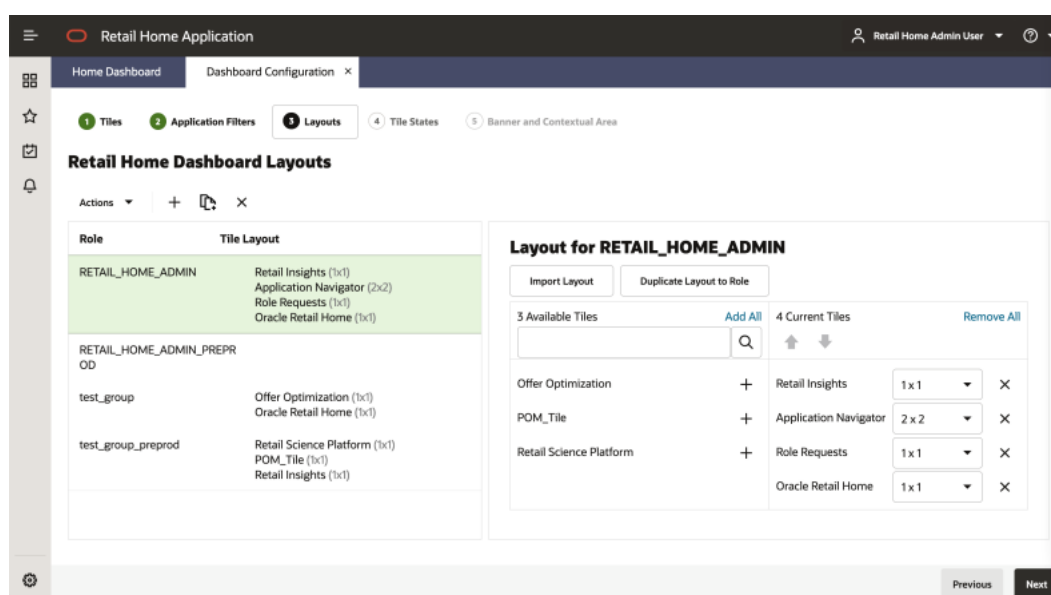 Retail Home Application
Retail Home Admin User
Home Dashboard
Dashboard Configuration ×
1 Tiles
2 Application Filters
3 Layouts
4 Tile States
5 Banner and Contextual Area
Retail Home Dashboard Layouts
Actions
Role Tile Layout
RETAIL_HOME_ADMIN
Retail Insights (1x1)
Application Navigator (2x2)
Role Requests (1x1)
Oracle Retail Home (1x1)
RETAIL_HOME_ADMIN_PREPR
OD
test_group
Offer Optimization (1x1)
Oracle Retail Home (1x1)
test_group_preprod
Retail Science Platform (1x1)
POM_Tile (1x1)
Retail Insights (1x1)
Layout for RETAIL_HOME_ADMIN
Import Layout
Duplicate Layout to Role
3 Available Tiles Add All
4 Current Tiles Remove All
Offer Optimization
POM_Tile
Retail Science Platform
Retail Insights 1 x 1
Application Navigator 2 x 2
Role Requests 1 x 1
Oracle Retail Home 1 x 1
Previous
Next